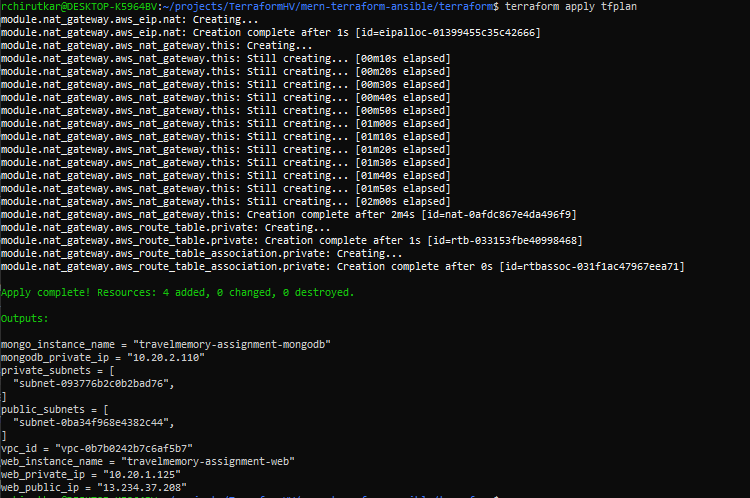 rchirutkar@DESKTOP-K5964BV:~/projects/TerraformHV/mern-terraform-ansible/terraform$ terraform apply tfplan
module.nat_gateway.aws_eip.nat: Creating...
module.nat_gateway.aws_eip.nat: Creation complete after 1s [id=eipalloc-01399455c35c42666]
module.nat_gateway.aws_nat_gateway.this: Creating...
module.nat_gateway.aws_nat_gateway.this: Still creating... [00m10s elapsed]
module.nat_gateway.aws_nat_gateway.this: Still creating... [00m20s elapsed]
module.nat_gateway.aws_nat_gateway.this: Still creating... [00m30s elapsed]
module.nat_gateway.aws_nat_gateway.this: Still creating... [00m40s elapsed]
module.nat_gateway.aws_nat_gateway.this: Still creating... [00m50s elapsed]
module.nat_gateway.aws_nat_gateway.this: Still creating... [01m00s elapsed]
module.nat_gateway.aws_nat_gateway.this: Still creating... [01m10s elapsed]
module.nat_gateway.aws_nat_gateway.this: Still creating... [01m20s elapsed]
module.nat_gateway.aws_nat_gateway.this: Still creating... [01m30s elapsed]
module.nat_gateway.aws_nat_gateway.this: Still creating... [01m40s elapsed]
module.nat_gateway.aws_nat_gateway.this: Still creating... [01m50s elapsed]
module.nat_gateway.aws_nat_gateway.this: Still creating... [02m00s elapsed]
module.nat_gateway.aws_nat_gateway.this: Creation complete after 2m4s [id=nat-0afdc867e4da496f9]
module.nat_gateway.aws_route_table.private: Creating...
module.nat_gateway.aws_route_table.private: Creation complete after 1s [id=rtb-033153fbe40998468]
module.nat_gateway.aws_route_table_association.private: Creating...
module.nat_gateway.aws_route_table_association.private: Creation complete after 0s [id=rtbassoc-031f1ac47967eea71]
Apply complete! Resources: 4 added, 0 changed, 0 destroyed.
Outputs:
mongo_instance_name = "travelmemory-assignment-mongodb"
mongodb_private_ip = "10.20.2.110"
private_subnets = [
  "subnet-093776b2c0b2bad76",
]
public_subnets = [
  "subnet-0ba34f968e4382c44",
]
vpc_id = "vpc-0b7b0242b7c6af5b7"
web_instance_name = "travelmemory-assignment-web"
web_private_ip = "10.20.1.125"
web_public_ip = "13.234.37.208"